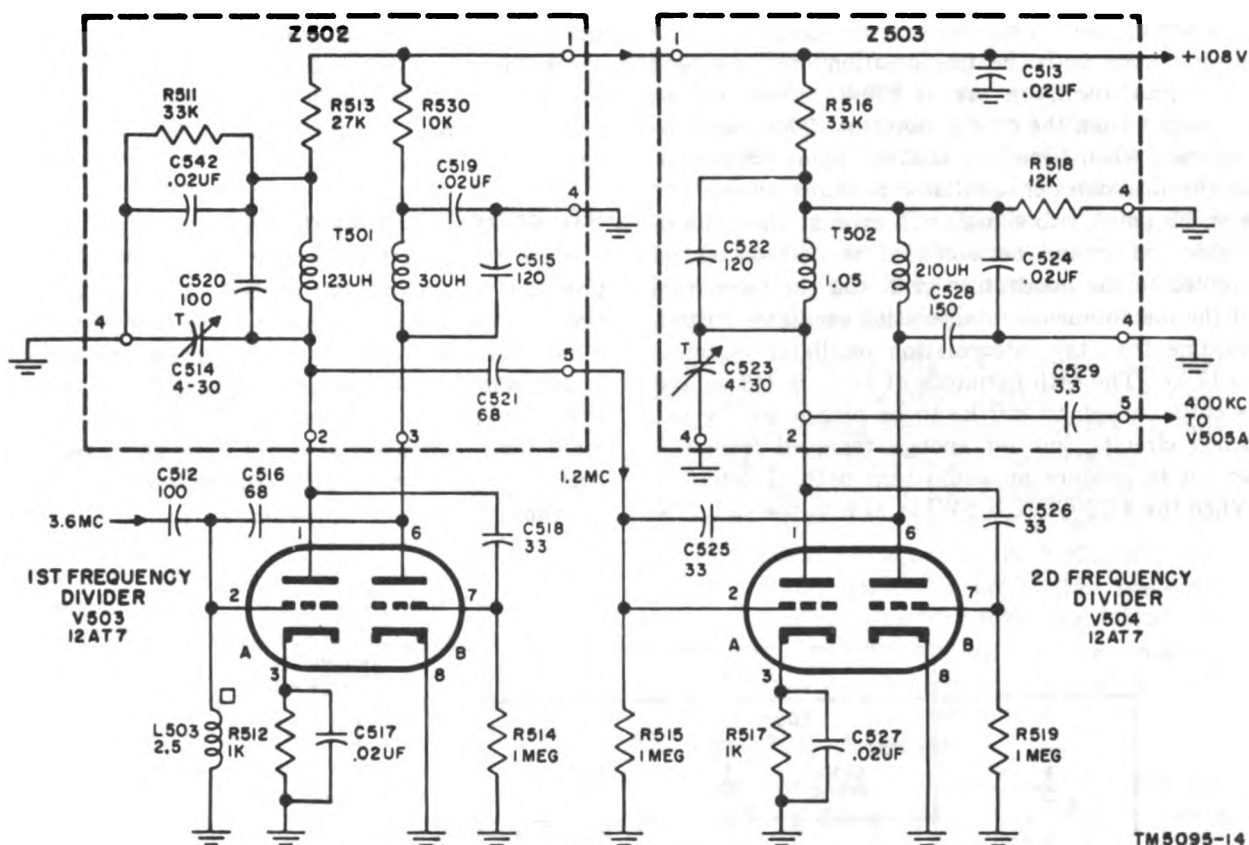 Z502
Z503
1
1
+108V
R511
33K
C542
.02UF
R513
27K
R530
10K
C519
.02UF
4
R516
33K
C513
.02UF
R518
12K
4
C520
100
T501
123UH
30UH
C515
120
C522
120
T502
1.05
210UH
C524
.02UF
4
T
C514
4-30
C528
150
4
5
C521
68
T
C523
4-30
C529
3.3
5
400KC
TO
V505A
2
3
4
2
C512
100
C516
68
3.6MC
1.2MC
C518
33
C525
33
C526
33
1
6
1
6
1ST FREQUENCY
DIVIDER
V503
12AT7
2
7
A
B
3
8
2
7
A
B
3
8
2D FREQUENCY
DIVIDER
V504
12AT7
L503
2.5
R512
1K
C517
.02UF
R514
1 MEG
R515
1 MEG
R517
1K
C527
.02UF
R519
1 MEG
TM5095-14